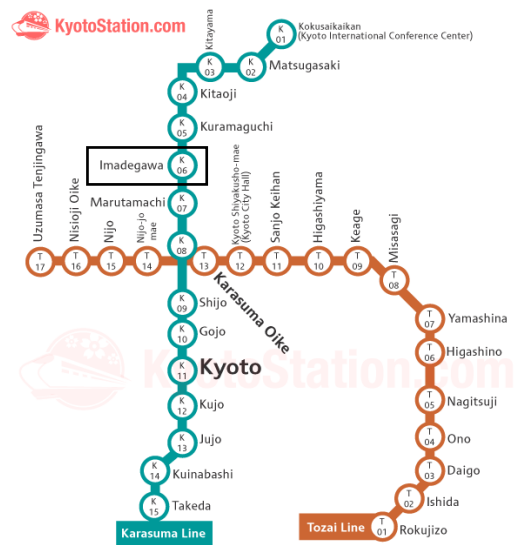 KyotoStation.com
K 01
Kokusaikaikan
(Kyoto International Conference Center)
Kitayama
K 03
K 02
Matsugasaki
K 04
Kitaoji
K 05
Kuramaguchi
Imadegawa
K 06
Marutamachi
K 07
Uzumasa Tenjingawa
Nisioji Oike
Nijo
Nijo-jo
mae
Kyoto Shiyakusho-mae
(Kyoto City Hall)
Sanjo Keihan
Higashiyama
Keage
Misasagi
K 08
T 17
T 16
T 15
T 14
T 13
T 12
T 11
T 10
T 09
T 08
Karasuma Oike
K 09
Shijo
T 07
Yamashina
K 10
Gojo
T 06
Higashino
K 11
Kyoto
KyotoStation.com
K 12
Kujo
T 05
Nagitsuji
K 13
Jujo
T 04
Ono
K 14
Kuinabashi
T 03
Daigo
K 15
Takeda
T 02
Ishida
Karasuma Line
Tozai Line
T 01
Rokujizo